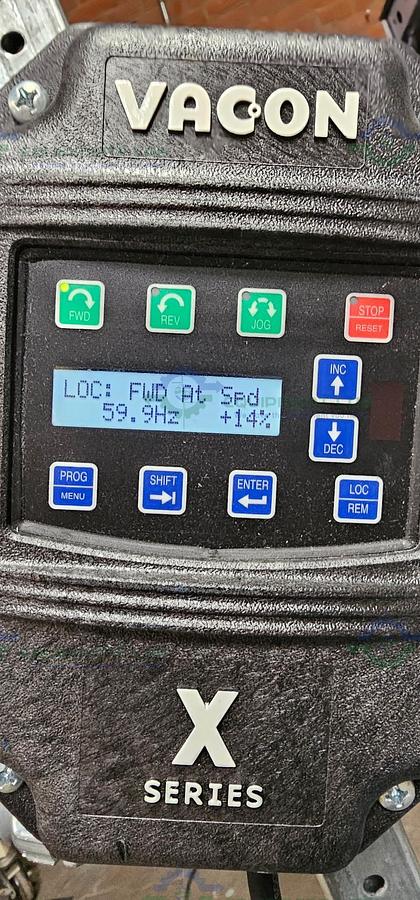 VACON
FWD
REV
JOG
STOP
RESET
LOC: FWD At Spd
59.9Hz +14%
INC
DEC
PROG
MENU
SHIFT
ENTER
LOC
REM
X
SERIES